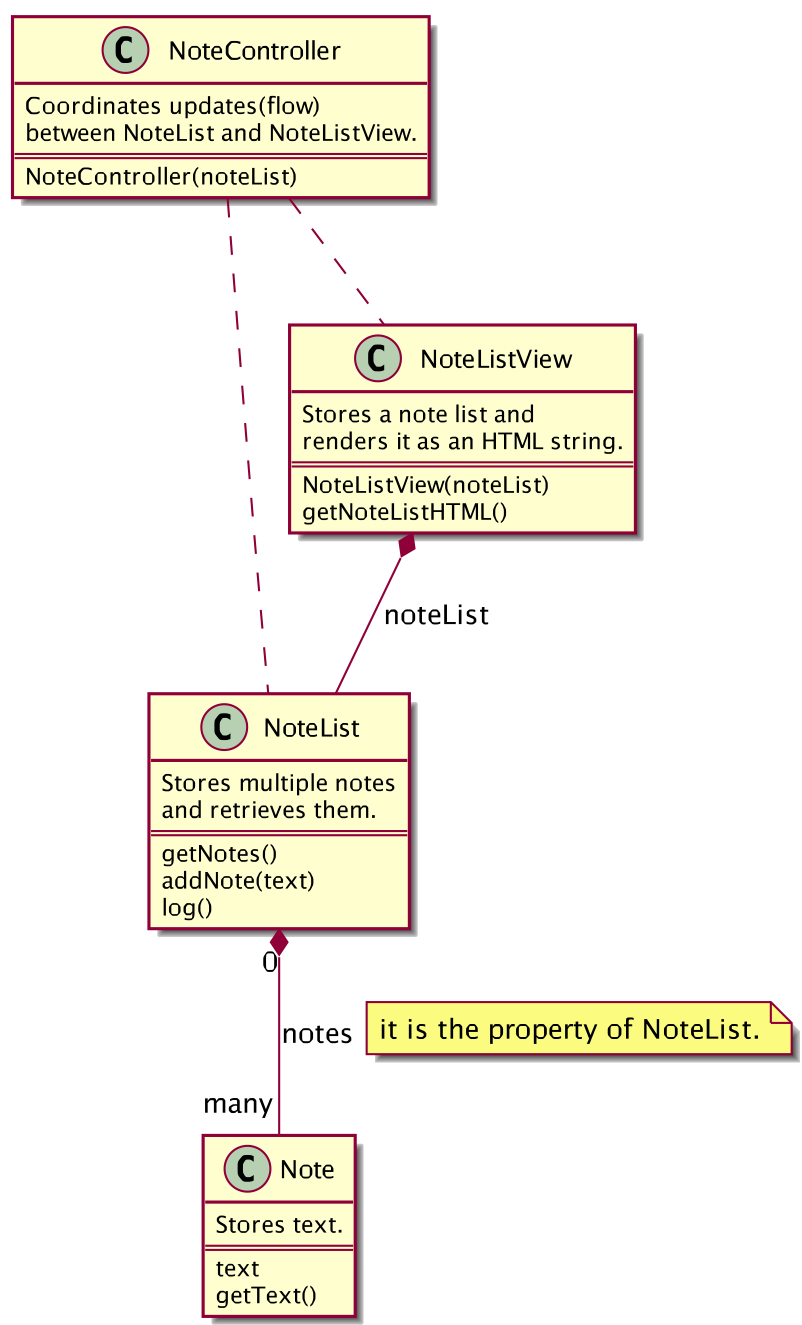 C NoteController
Coordinates updates(flow)
between NoteList and NoteListView.
NoteController(noteList)
C NoteListView
Stores a note list and
renders it as an HTML string.
NoteListView(noteList)
getNoteListHTML()
noteList
C NoteList
Stores multiple notes
and retrieves them.
getNotes()
addNote(text)
log()
0
notes
it is the property of NoteList.
many
C Note
Stores text.
text
getText()